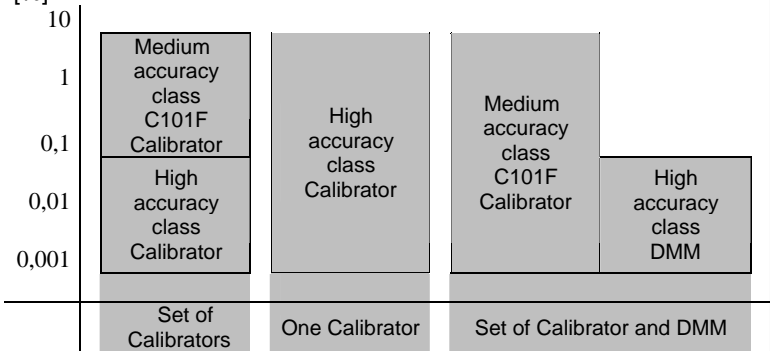 10
1
0,1
0,01
0,001
Medium
accuracy
class
C101F
Calibrator
High
accuracy
class
Calibrator
High
accuracy
class
Calibrator
Medium
accuracy
class
C101F
Calibrator
High
accuracy
class
DMM
Set of
Calibrators
One Calibrator
Set of Calibrator and DMM